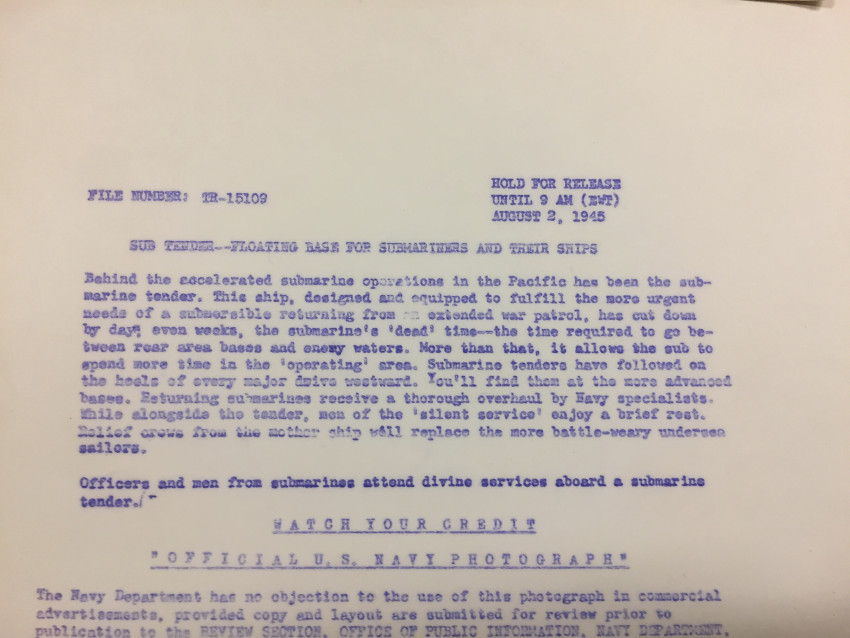 HOLD FOR RELEASE
FILE NUMBER: TR-15109
UNTIL 9 AM (EWT)
AUGUST 2, 1945
SUB TENDER--FLOATING BASE FOR SUBMARINERS AND THEIR SHIPS
Behind the accelerated submarine operations in the Pacific has been the sub-
marine tender. This ship, designed and equipped to fulfill the more urgent
needs of a submersible returning from an extended war patrol, has cut down
by days even weeks, the submarine's 'dead' time--the time required to go be-
tween rear area bases and enemy waters. More than that, it allows the sub to
spend more time in the 'operating' area. Submarine tenders have followed on
the heels of every major drive westward. You'll find them at the more advanced
bases. Returning submarines receive a thorough overhaul by Navy specialists.
While alongside the tender, men of the 'silent service' enjoy a brief rest.
Relief crews from the mother ship will replace the more battle-weary undersea
sailors.
Officers and men from submarines attend divine services aboard a submarine
tender.
WATCH YOUR CREDIT
"OFFICIAL U.S. NAVY PHOTOGRAPH"
The Navy Department has no objection to the use of this photograph in commercial
advertisements, provided copy and layout are submitted for review prior to
publication to the REVIEW SECTION, OFFICE OF PUBLIC INFORMATION, NAVY DEPARTMENT,